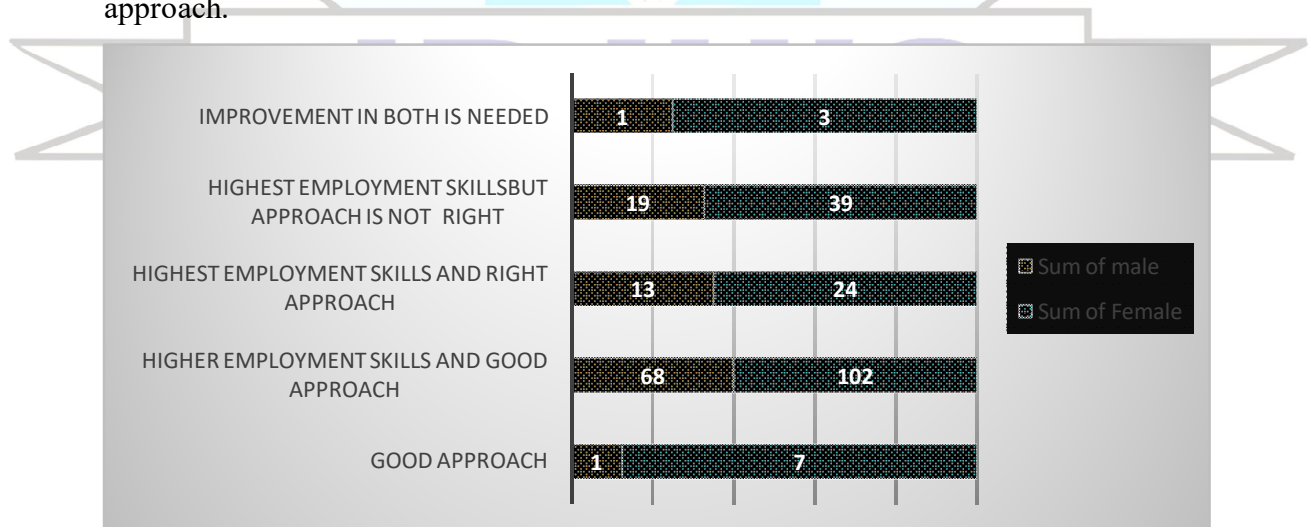 approach.
IMPROVEMENT IN BOTH IS NEEDED
1 3
HIGHEST EMPLOYMENT SKILLSBUT
APPROACH IS NOT RIGHT
19 39
HIGHEST EMPLOYMENT SKILLS AND RIGHT
APPROACH
13 24
HIGHER EMPLOYMENT SKILLS AND GOOD
APPROACH
68 102
GOOD APPROACH
1 7
Sum of male
Sum of Female